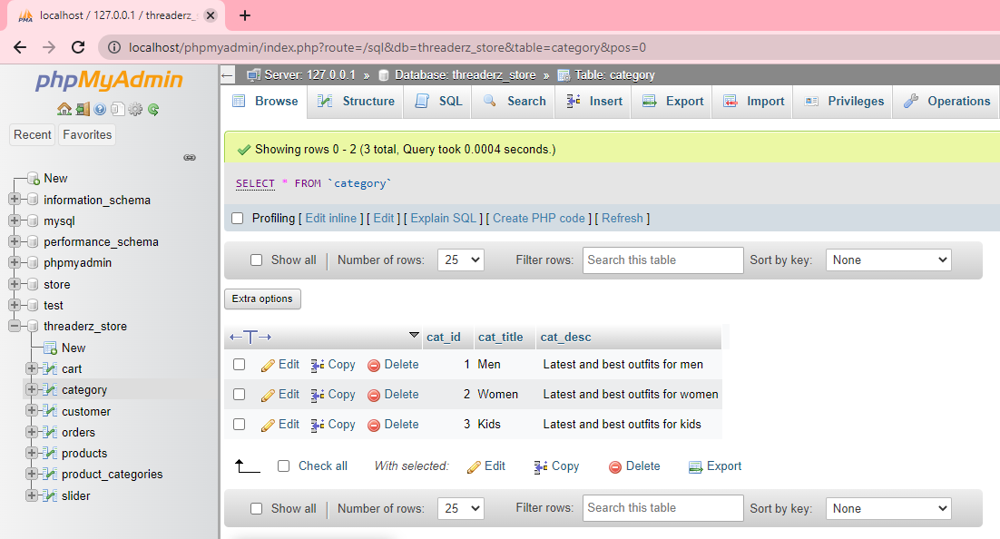 localhost / 127.0.0.1 / threaderz_
localhost/phpmyadmin/index.php?route=/sql&db=threaderz_store&table=category&pos=0
phpMyAdmin
Recent Favorites
New
information_schema
mysql
performance_schema
phpmyadmin
store
test
threaderz_store
New
cart
category
customer
orders
products
product_categories
slider
Server: 127.0.0.1 » Database: threaderz_store » Table: category
Browse Structure SQL Search Insert Export Import Privileges Operations
Showing rows 0 - 2 (3 total, Query took 0.0004 seconds.)
SELECT * FROM `category`
Profiling [ Edit inline ] [ Edit ] [ Explain SQL ] [ Create PHP code ] [ Refresh ]
Show all Number of rows: 25 Filter rows: Search this table Sort by key: None
Extra options
cat_id cat_title cat_desc
Edit Copy Delete 1 Men Latest and best outfits for men
Edit Copy Delete 2 Women Latest and best outfits for women
Edit Copy Delete 3 Kids Latest and best outfits for kids
Check all With selected: Edit Copy Delete Export
Show all Number of rows: 25 Filter rows: Search this table Sort by key: None